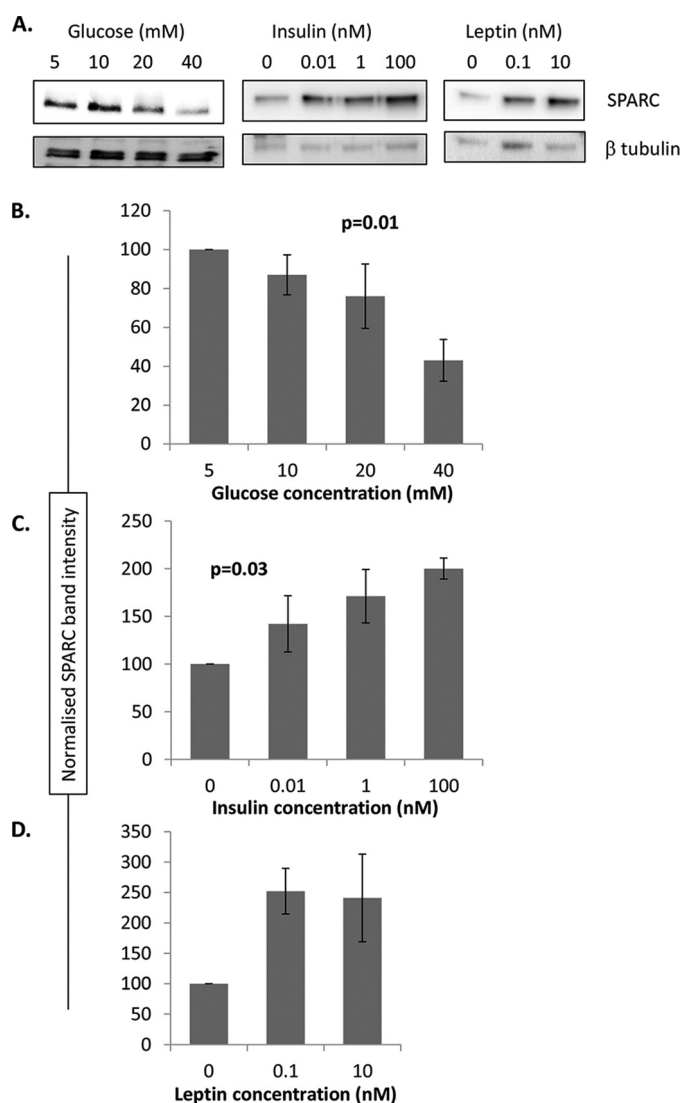 A.
Glucose (mM) Insulin (nM) Leptin (nM)
5 10 20 40 0 0.01 1 100 0 0.1 10
SPARC
β tubulin
Normalised SPARC band intensity
B.
120
100
80
60
40
20
0
p=0.01
5 10 20 40
Glucose concentration (mM)
C.
250
200
150
100
50
0
p=0.03
0 0.01 1 100
Insulin concentration (nM)
D.
350
300
250
200
150
100
50
0
0 0.1 10
Leptin concentration (nM)